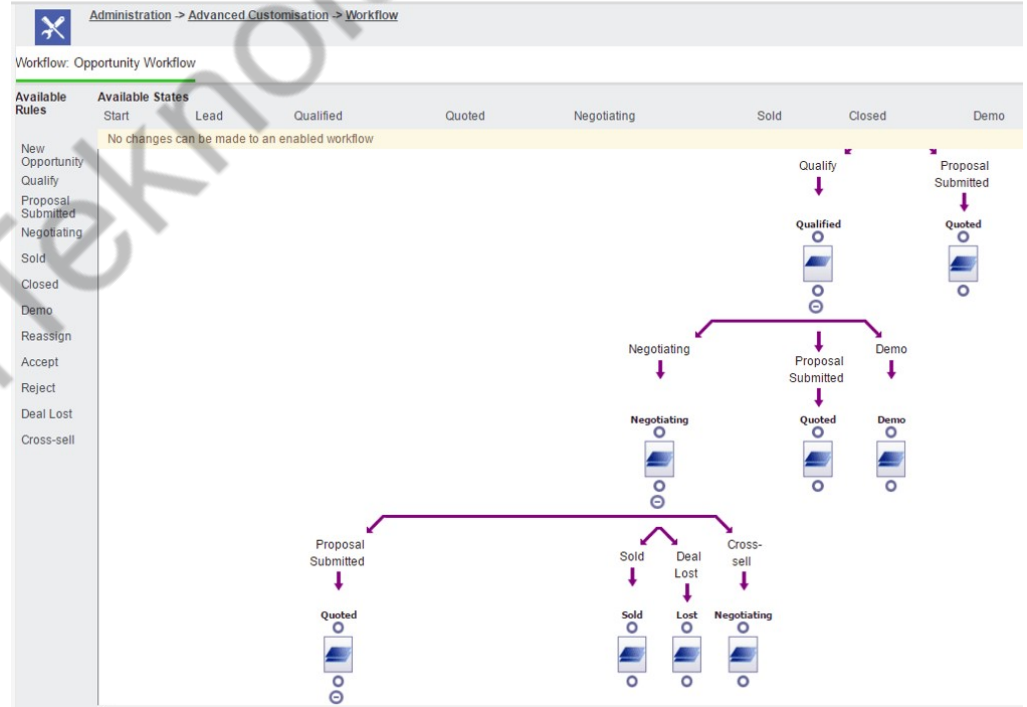 Administration -> Advanced Customisation -> Workflow
Workflow: Opportunity Workflow
Available
Rules
Available States
Start Lead Qualified Quoted Negotiating Sold Closed Demo
No changes can be made to an enabled workflow
New
Opportunity
Qualify
Proposal
Submitted
Negotiating
Sold
Closed
Demo
Reassign
Accept
Reject
Deal Lost
Cross-sell
Qualify
Proposal
Submitted
Qualified
Quoted
Negotiating
Proposal
Submitted
Demo
Negotiating
Quoted
Demo
Proposal
Submitted
Sold
Deal
Lost
Cross-
sell
Quoted
Sold
Lost
Negotiating